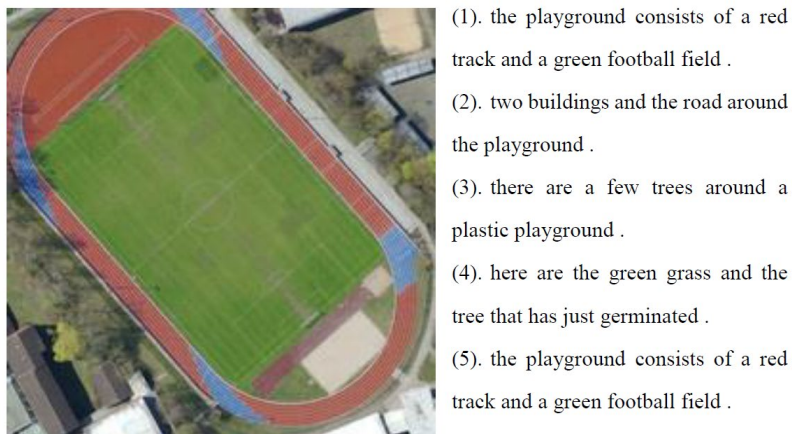 (1). the playground consists of a red
track and a green football field .
(2). two buildings and the road around
the playground .
(3). there are a few trees around a
plastic playground .
(4). here are the green grass and the
tree that has just germinated .
(5). the playground consists of a red
track and a green football field .